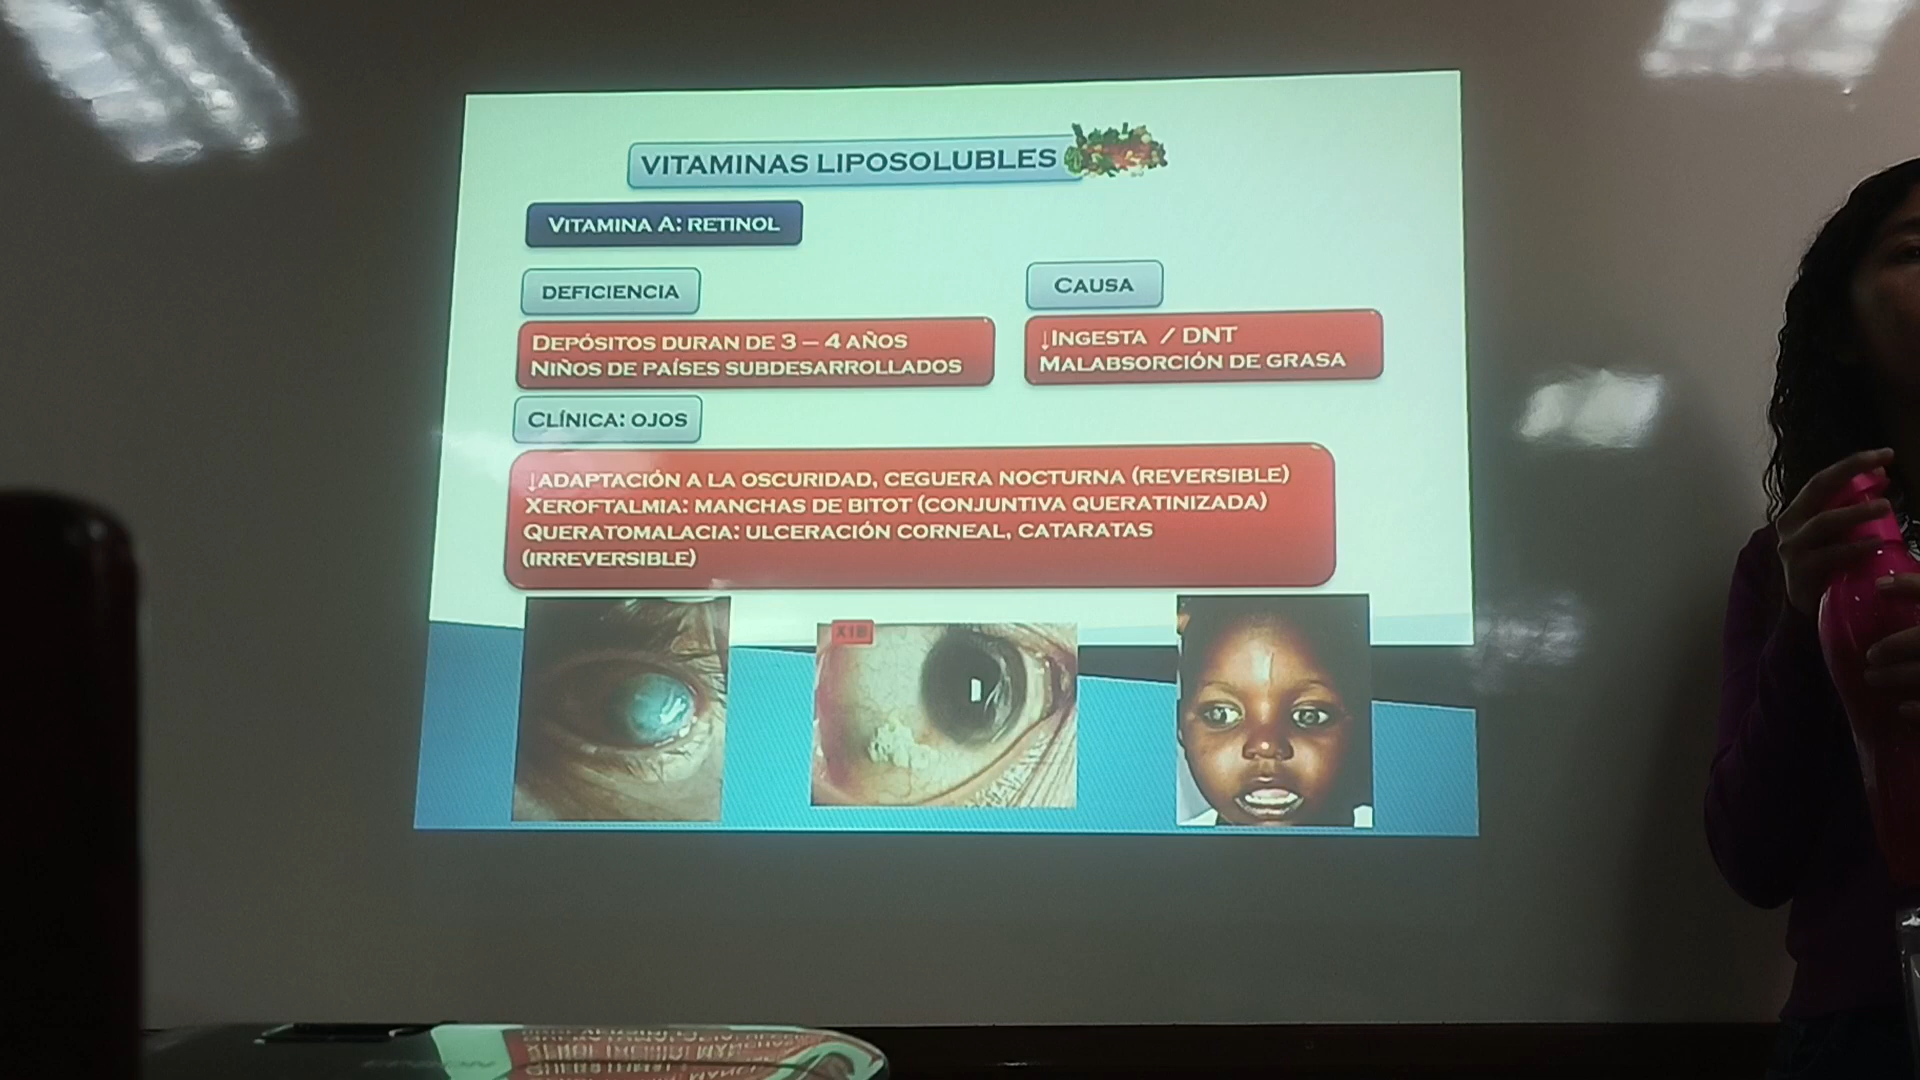 VITAMINAS LIPOSOLUBLES
VITAMINA A: RETINOL
DEFICIENCIA
CAUSA
DEPÓSITOS DURAN DE 3 – 4 AÑOS
NIÑOS DE PAÍSES SUBDESARROLLADOS
↓INGESTA / DNT
MALABSORCIÓN DE GRASA
CLÍNICA: OJOS
↓ADAPTACIÓN A LA OSCURIDAD, CEGUERA NOCTURNA (REVERSIBLE)
XEROFTALMIA: MANCHAS DE BITOT (CONJUNTIVA QUERATINIZADA)
QUERATOMALACIA: ULCERACIÓN CORNEAL, CATARATAS
(IRREVERSIBLE)
X1B